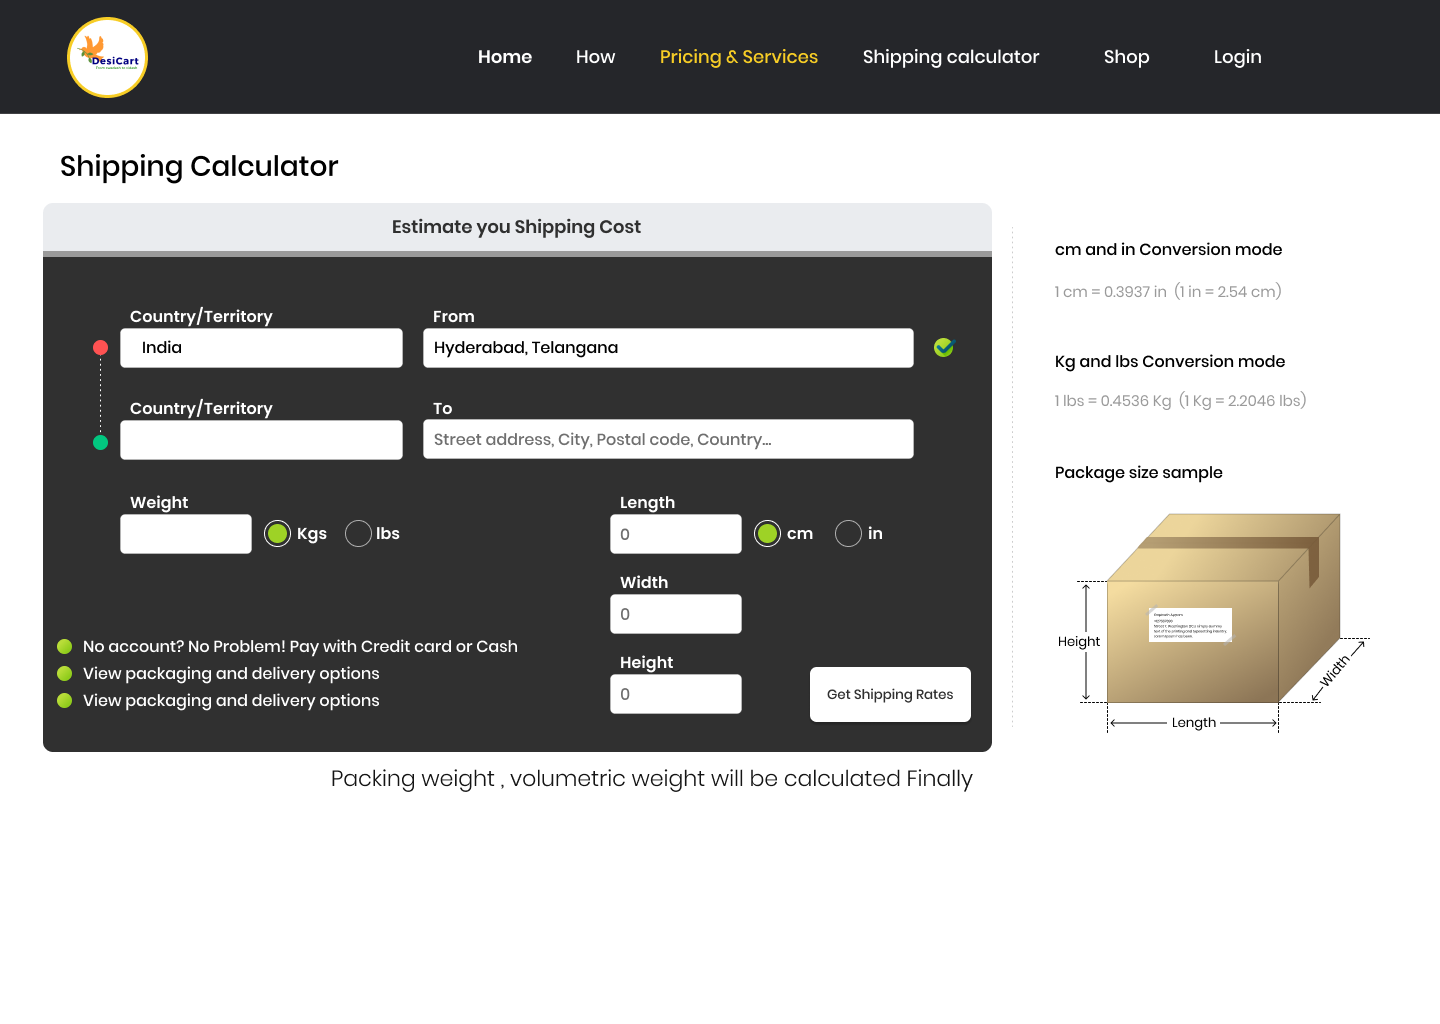 DesiCart
Home How Pricing & Services Shipping calculator Shop Login
Shipping Calculator
Estimate you Shipping Cost
Country/Territory From
India Hyderabad, Telangana
Country/Territory To
Street address, City, Postal code, Country...
Weight Length
Kgs lbs 0 cm in
Width
0
No account? No Problem! Pay with Credit card or Cash
View packaging and delivery options
View packaging and delivery options
Height
0
Get Shipping Rates
Packing weight , volumetric weight will be calculated Finally
cm and in Conversion mode
1 cm = 0.3937 in (1 in = 2.54 cm)
Kg and lbs Conversion mode
1 lbs = 0.4536 Kg (1 Kg = 2.2046 lbs)
Package size sample
Height
Width
Length